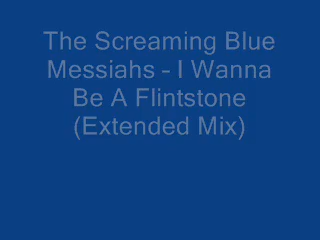 The Screaming Blue
Messiahs - I Wanna
Be A Flintstone
(Extended Mix)